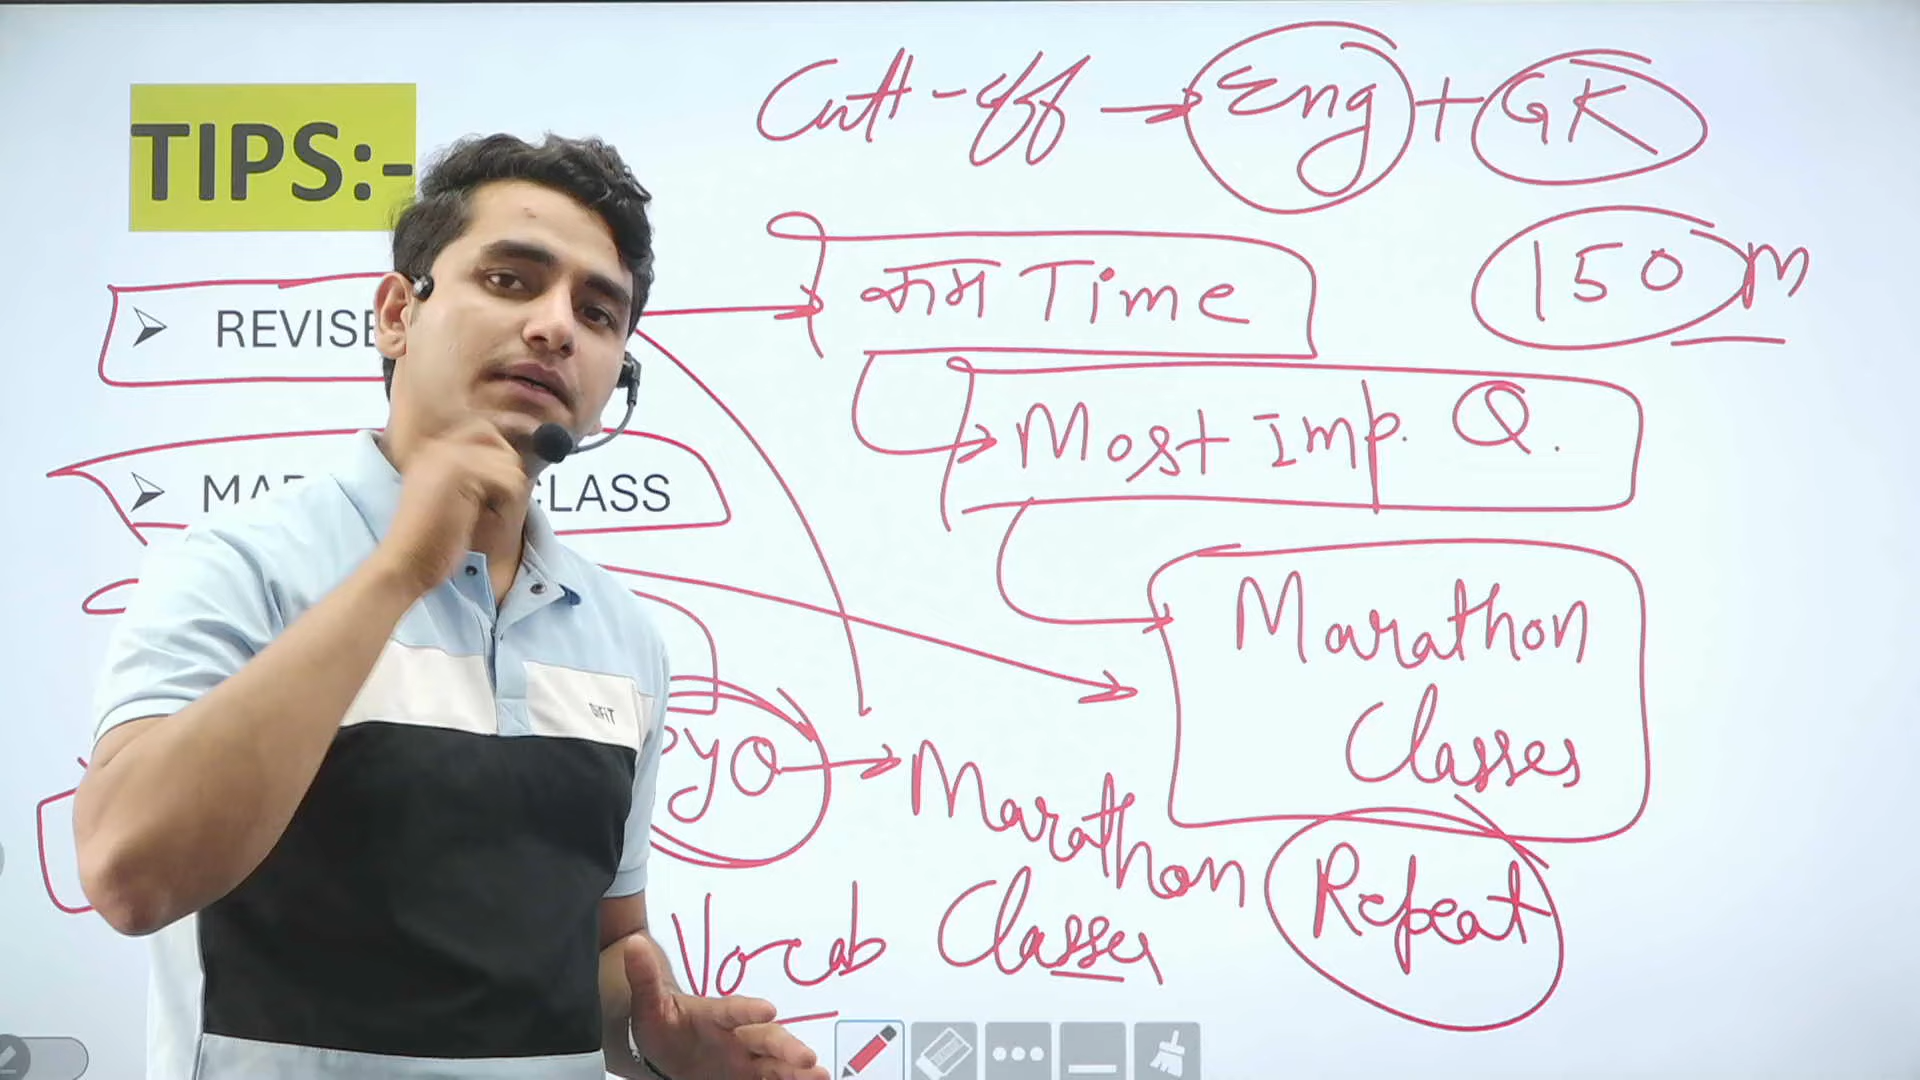 Cutt-off → Eng + GK
TIPS:-
150 M
कम Time
REVISE
Most Imp. Q.
CLASS
Marathon
Classes
PYQ → Marathon
Classes
Repeat
Vocab